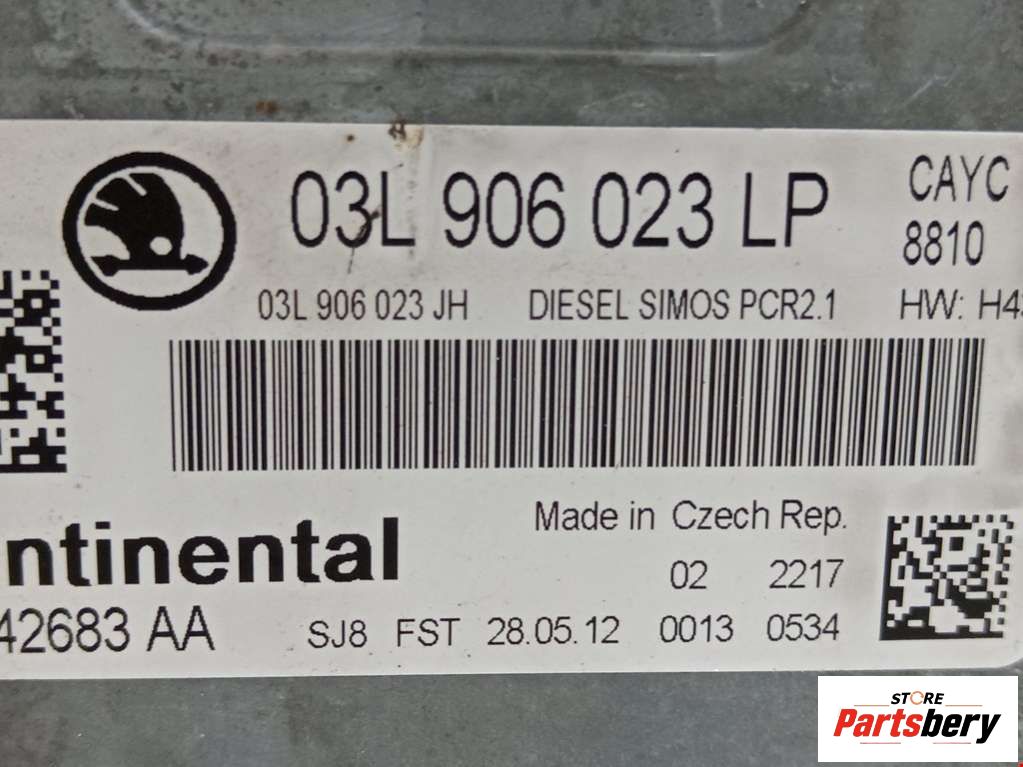 03L 906 023 LP
CAYC
8810
03L 906 023 JH DIESEL SIMOS PCR2.1 HW: H4
ntinental
Made in Czech Rep.
02 2217
42683 AA SJ8 FST 28.05.12 0013 0534
STORE
Partsbery